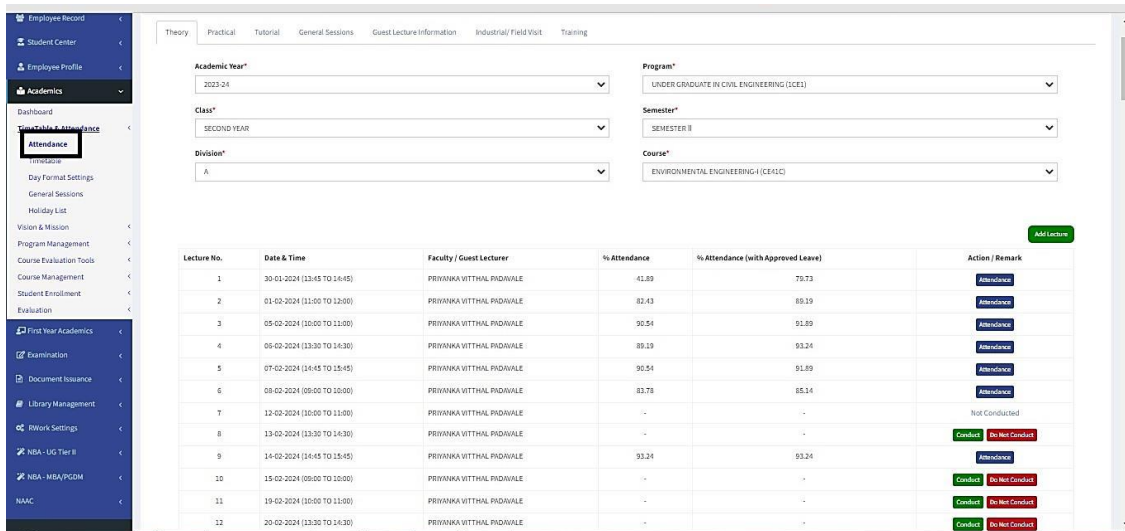 Employee Record
Student Center
Employee Profile
Academics
Dashboard
TimeTable & Attendance
Attendance
Timetable
Day Format Settings
General Sessions
Holiday List
Vision & Mission
Program Management
Course Evaluation Tools
Course Management
Student Enrollment
Evaluation
First Year Academics
Examination
Document Issuance
Library Management
RWork Settings
NBA - UG Tier II
NBA - MBA/PGDM
NAAC
Theory Practical Tutorial General Sessions Guest Lecture Information Industrial/ Field Visit Training
Academic Year* Program*
2023-24 UNDER GRADUATE IN CIVIL ENGINEERING (1CE1)
Class* Semester*
SECOND YEAR SEMESTER II
Division* Course*
A ENVIRONMENTAL ENGINEERING-I (CE41C)
Add Lecture
Lecture No. Date & Time Faculty / Guest Lecturer % Attendance % Attendance (with Approved Leave) Action / Remark
1 30-01-2024 (13:45 TO 14:45) PRIYANKA VITTHAL PADAVALE 41.89 79.73 Attendance
2 01-02-2024 (11:00 TO 12:00) PRIYANKA VITTHAL PADAVALE 82.43 89.19 Attendance
3 05-02-2024 (10:00 TO 11:00) PRIYANKA VITTHAL PADAVALE 90.54 91.89 Attendance
4 06-02-2024 (13:30 TO 14:30) PRIYANKA VITTHAL PADAVALE 89.19 93.24 Attendance
5 07-02-2024 (14:45 TO 15:45) PRIYANKA VITTHAL PADAVALE 90.54 91.89 Attendance
6 08-02-2024 (09:00 TO 10:00) PRIYANKA VITTHAL PADAVALE 83.78 85.14 Attendance
7 12-02-2024 (10:00 TO 11:00) PRIYANKA VITTHAL PADAVALE - - Not Conducted
8 13-02-2024 (13:30 TO 14:30) PRIYANKA VITTHAL PADAVALE - - Conduct Do Not Conduct
9 14-02-2024 (14:45 TO 15:45) PRIYANKA VITTHAL PADAVALE 93.24 93.24 Attendance
10 15-02-2024 (09:00 TO 10:00) PRIYANKA VITTHAL PADAVALE - - Conduct Do Not Conduct
11 19-02-2024 (10:00 TO 11:00) PRIYANKA VITTHAL PADAVALE - - Conduct Do Not Conduct
12 20-02-2024 (13:30 TO 14:30) PRIYANKA VITTHAL PADAVALE - - Conduct Do Not Conduct